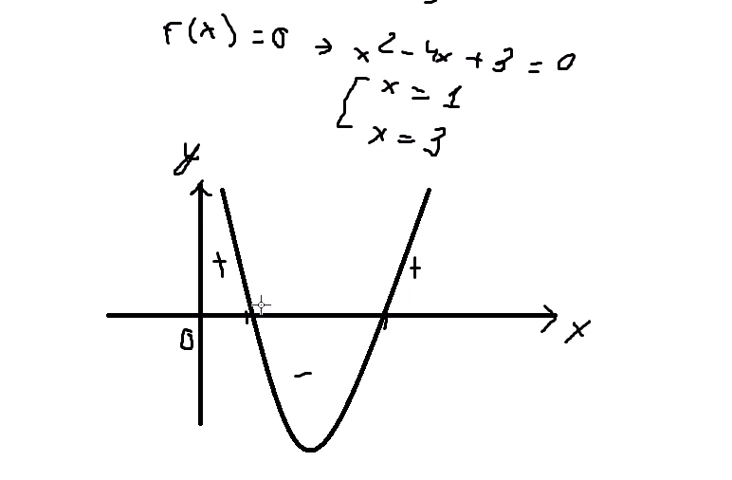 F(x) = 0 → x² - 4x + 3 = 0
[ x = 1
x = 3
y
+ +
0 x
-